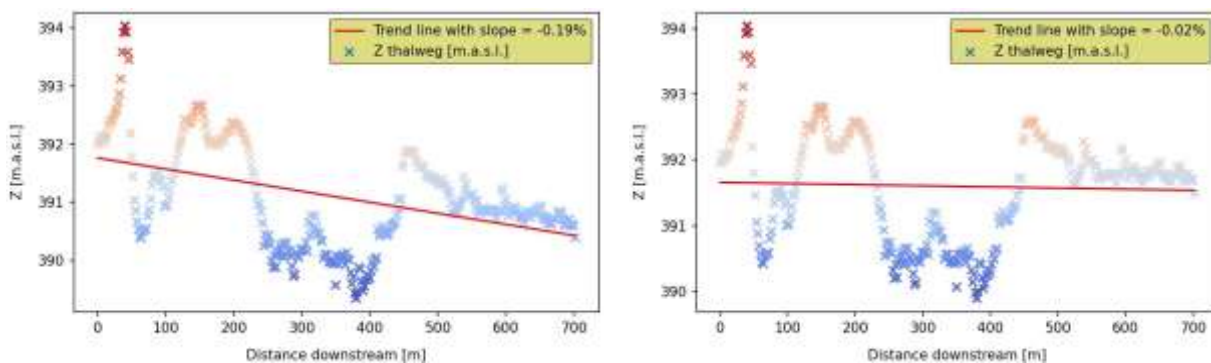 Trend line with slope = -0.19%
Z thalweg [m.a.s.l.]
394
393
392
391
390
Z [m.a.s.l.]
0 100 200 300 400 500 600 700
Distance downstream [m]
Trend line with slope = -0.02%
Z thalweg [m.a.s.l.]
394
393
392
391
390
Z [m.a.s.l.]
0 100 200 300 400 500 600 700
Distance downstream [m]